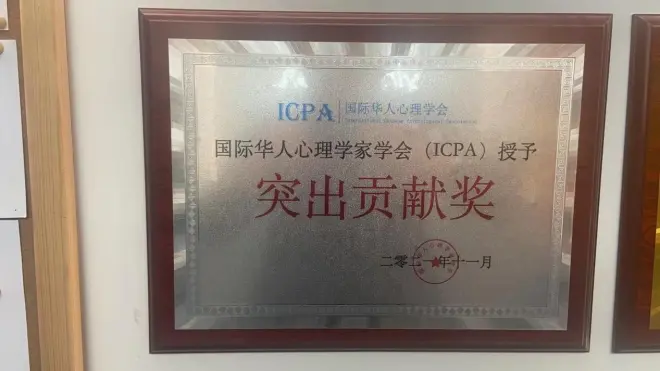 ICPA 国际华人心理学会
国际华人心理学家学会（ICPA）授予
突出贡献奖
二零二一年十一月